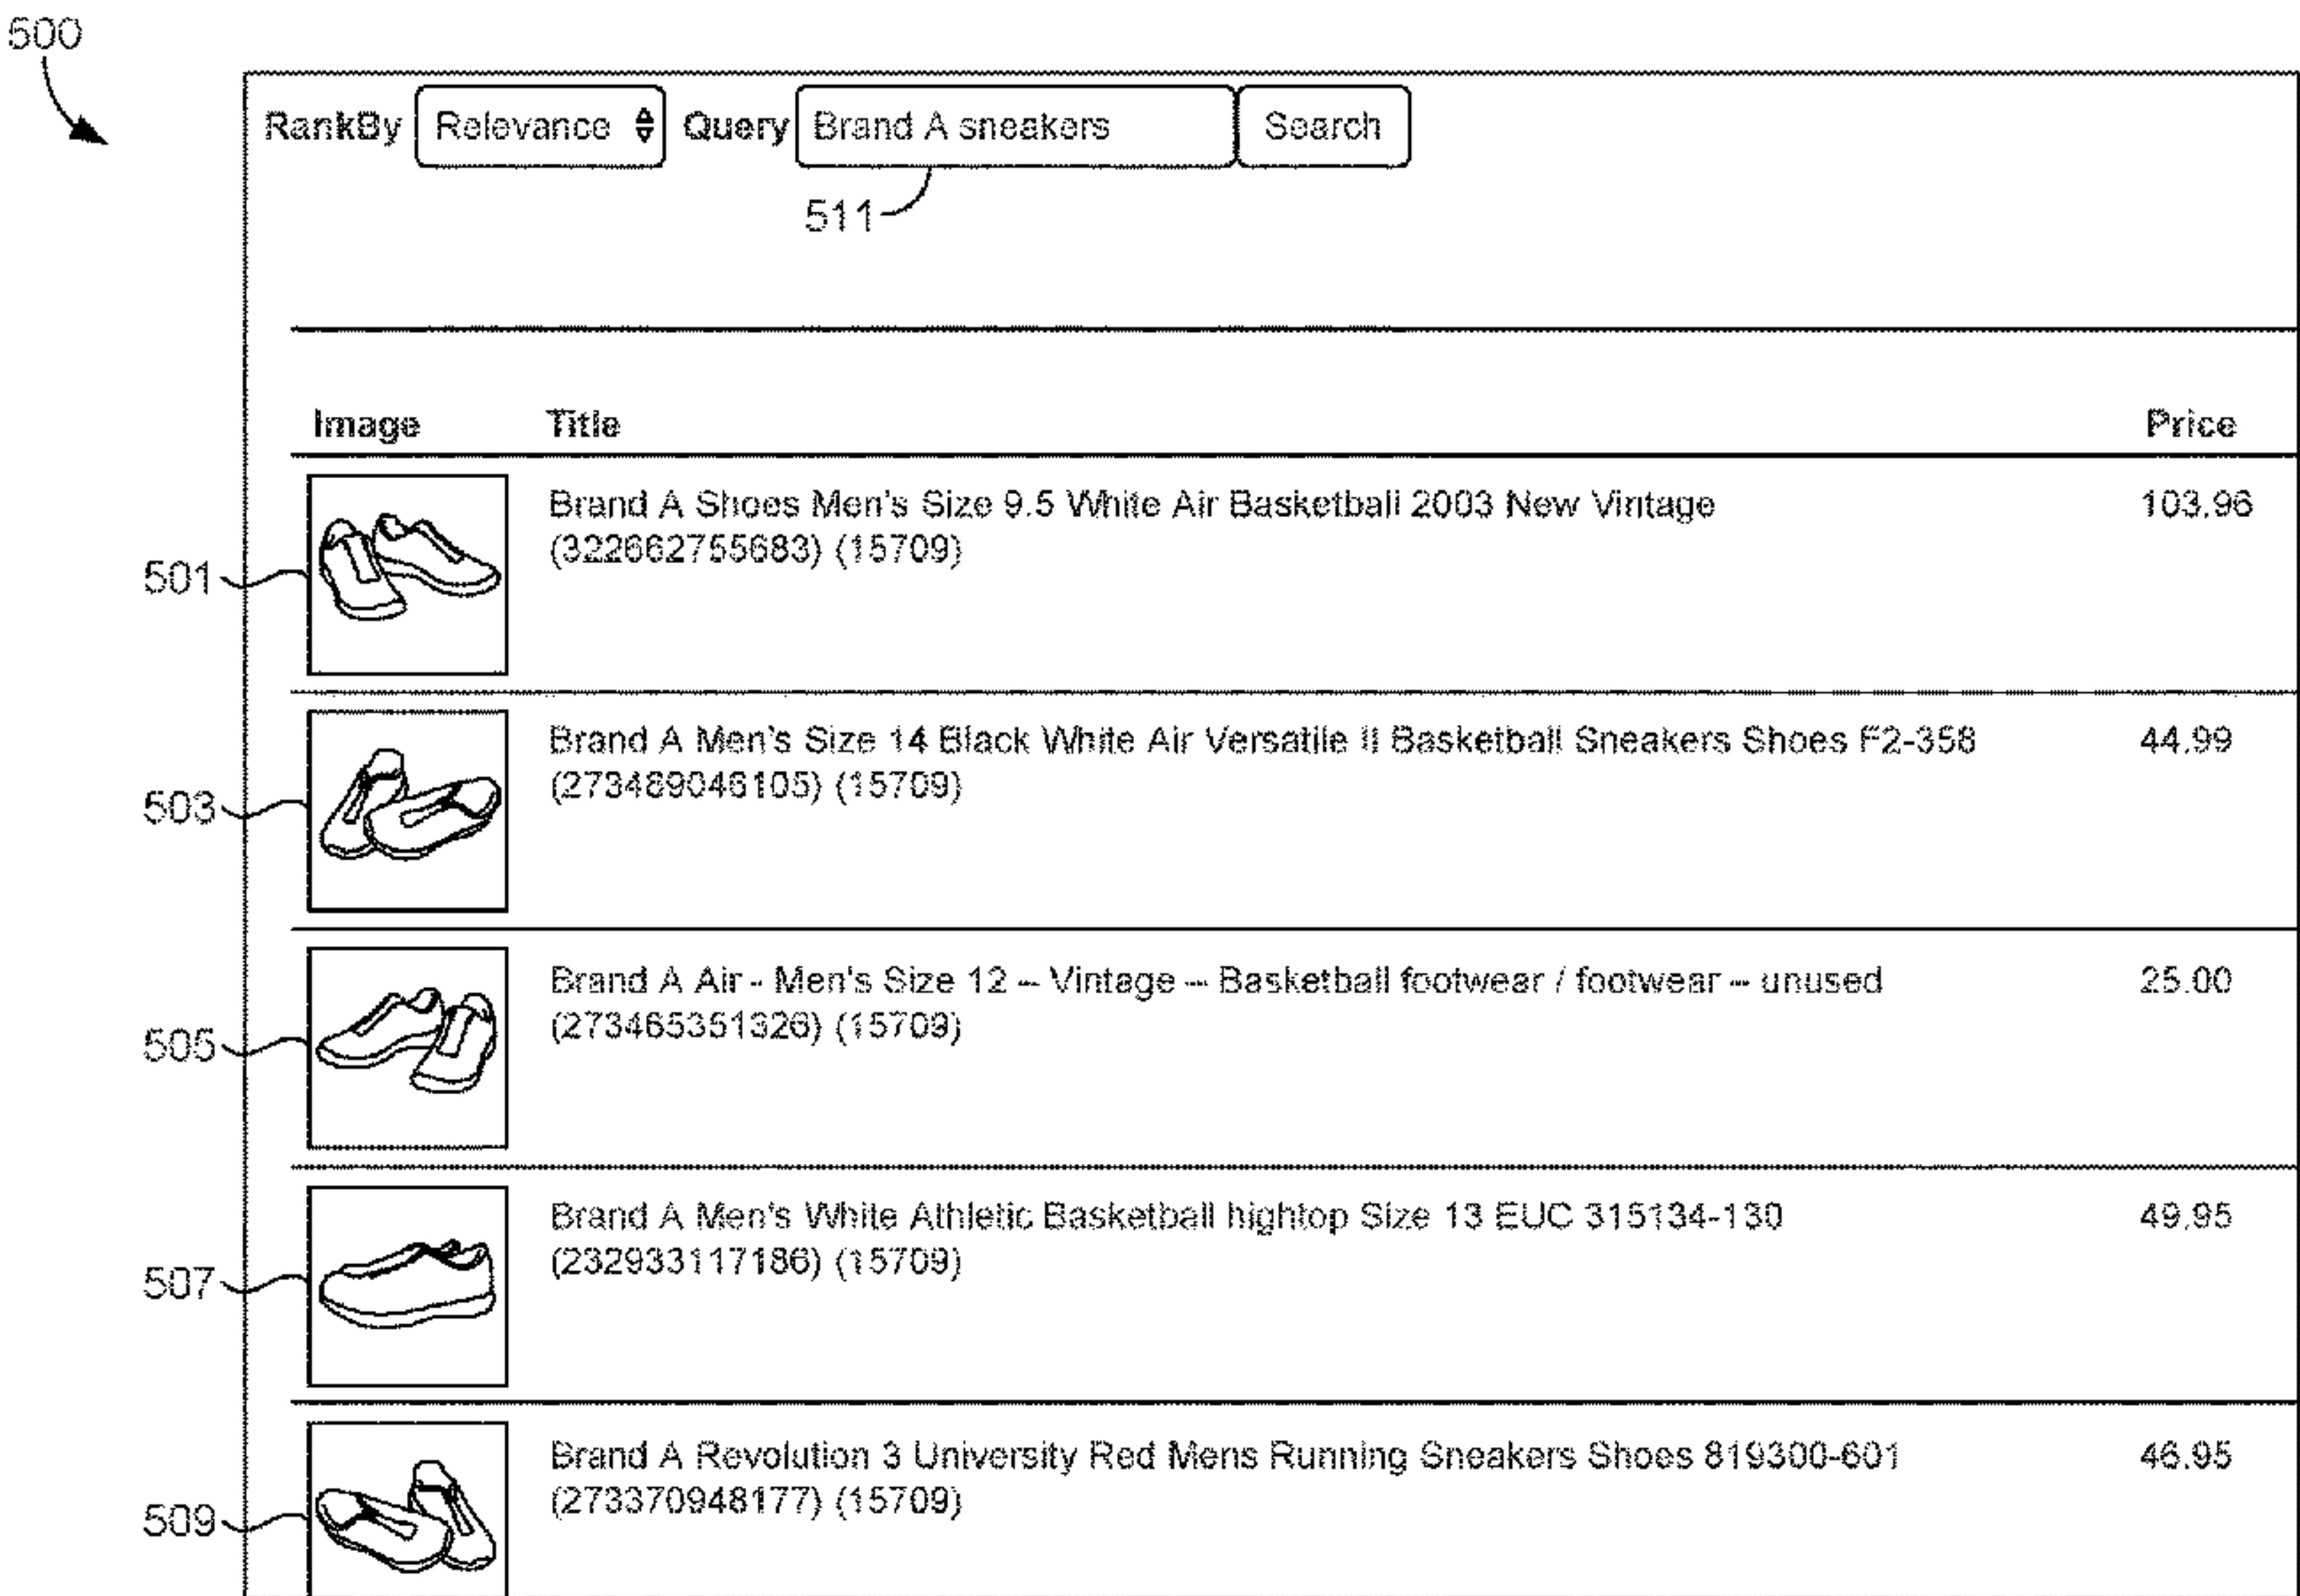 500
RankBy Relevance Query Brand A sneakers Search
511
Image Title Price
Brand A Shoes Men's Size 9.5 White Air Basketball 2003 New Vintage 103.96
(322662755683) (15709)
501
Brand A Men's Size 14 Black White Air Versatile II Basketball Sneakers Shoes F2-358 44.99
(273489046105) (15709)
503
Brand A Air - Men's Size 12 – Vintage – Basketball footwear / footwear – unused 25.00
(273465351326) (15709)
505
Brand A Men's White Athletic Basketball hightop Size 13 EUC 315134-130 49.95
(232933117186) (15709)
507
Brand A Revolution 3 University Red Mens Running Sneakers Shoes 819300-601 46.95
(273370948177) (15709)
509